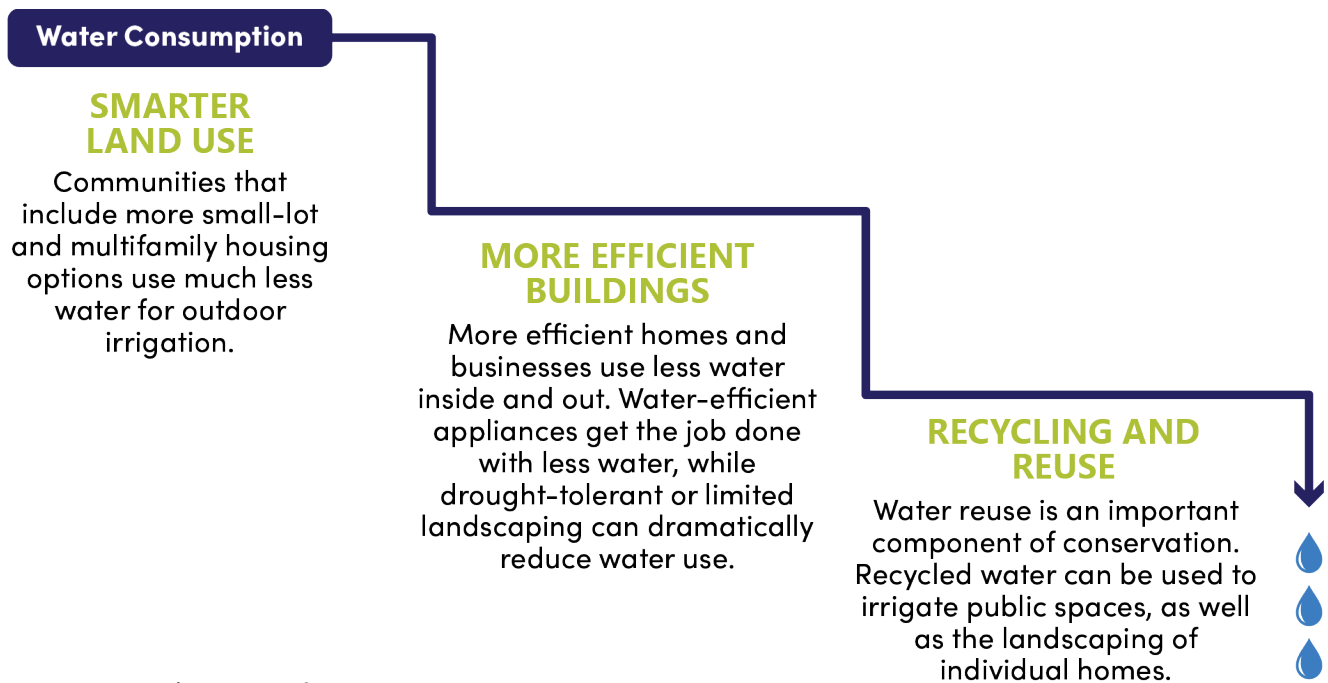 Water Consumption
SMARTER
LAND USE
Communities that
include more small-lot
and multifamily housing
options use much less
water for outdoor
irrigation.
MORE EFFICIENT
BUILDINGS
More efficient homes and
businesses use less water
inside and out. Water-efficient
appliances get the job done
with less water, while
drought-tolerant or limited
landscaping can dramatically
reduce water use.
RECYCLING AND
REUSE
Water reuse is an important
component of conservation.
Recycled water can be used to
irrigate public spaces, as well
as the landscaping of
individual homes.